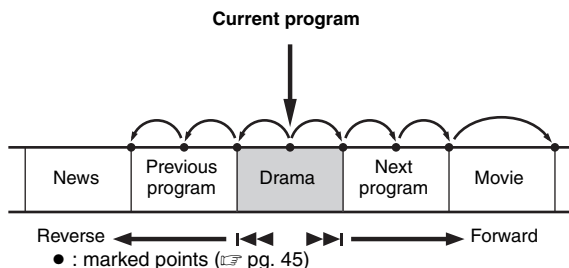 Current program
News
Previous
program
Drama
Next
program
Movie
Reverse
Forward
● : marked points (☞ pg. 45)